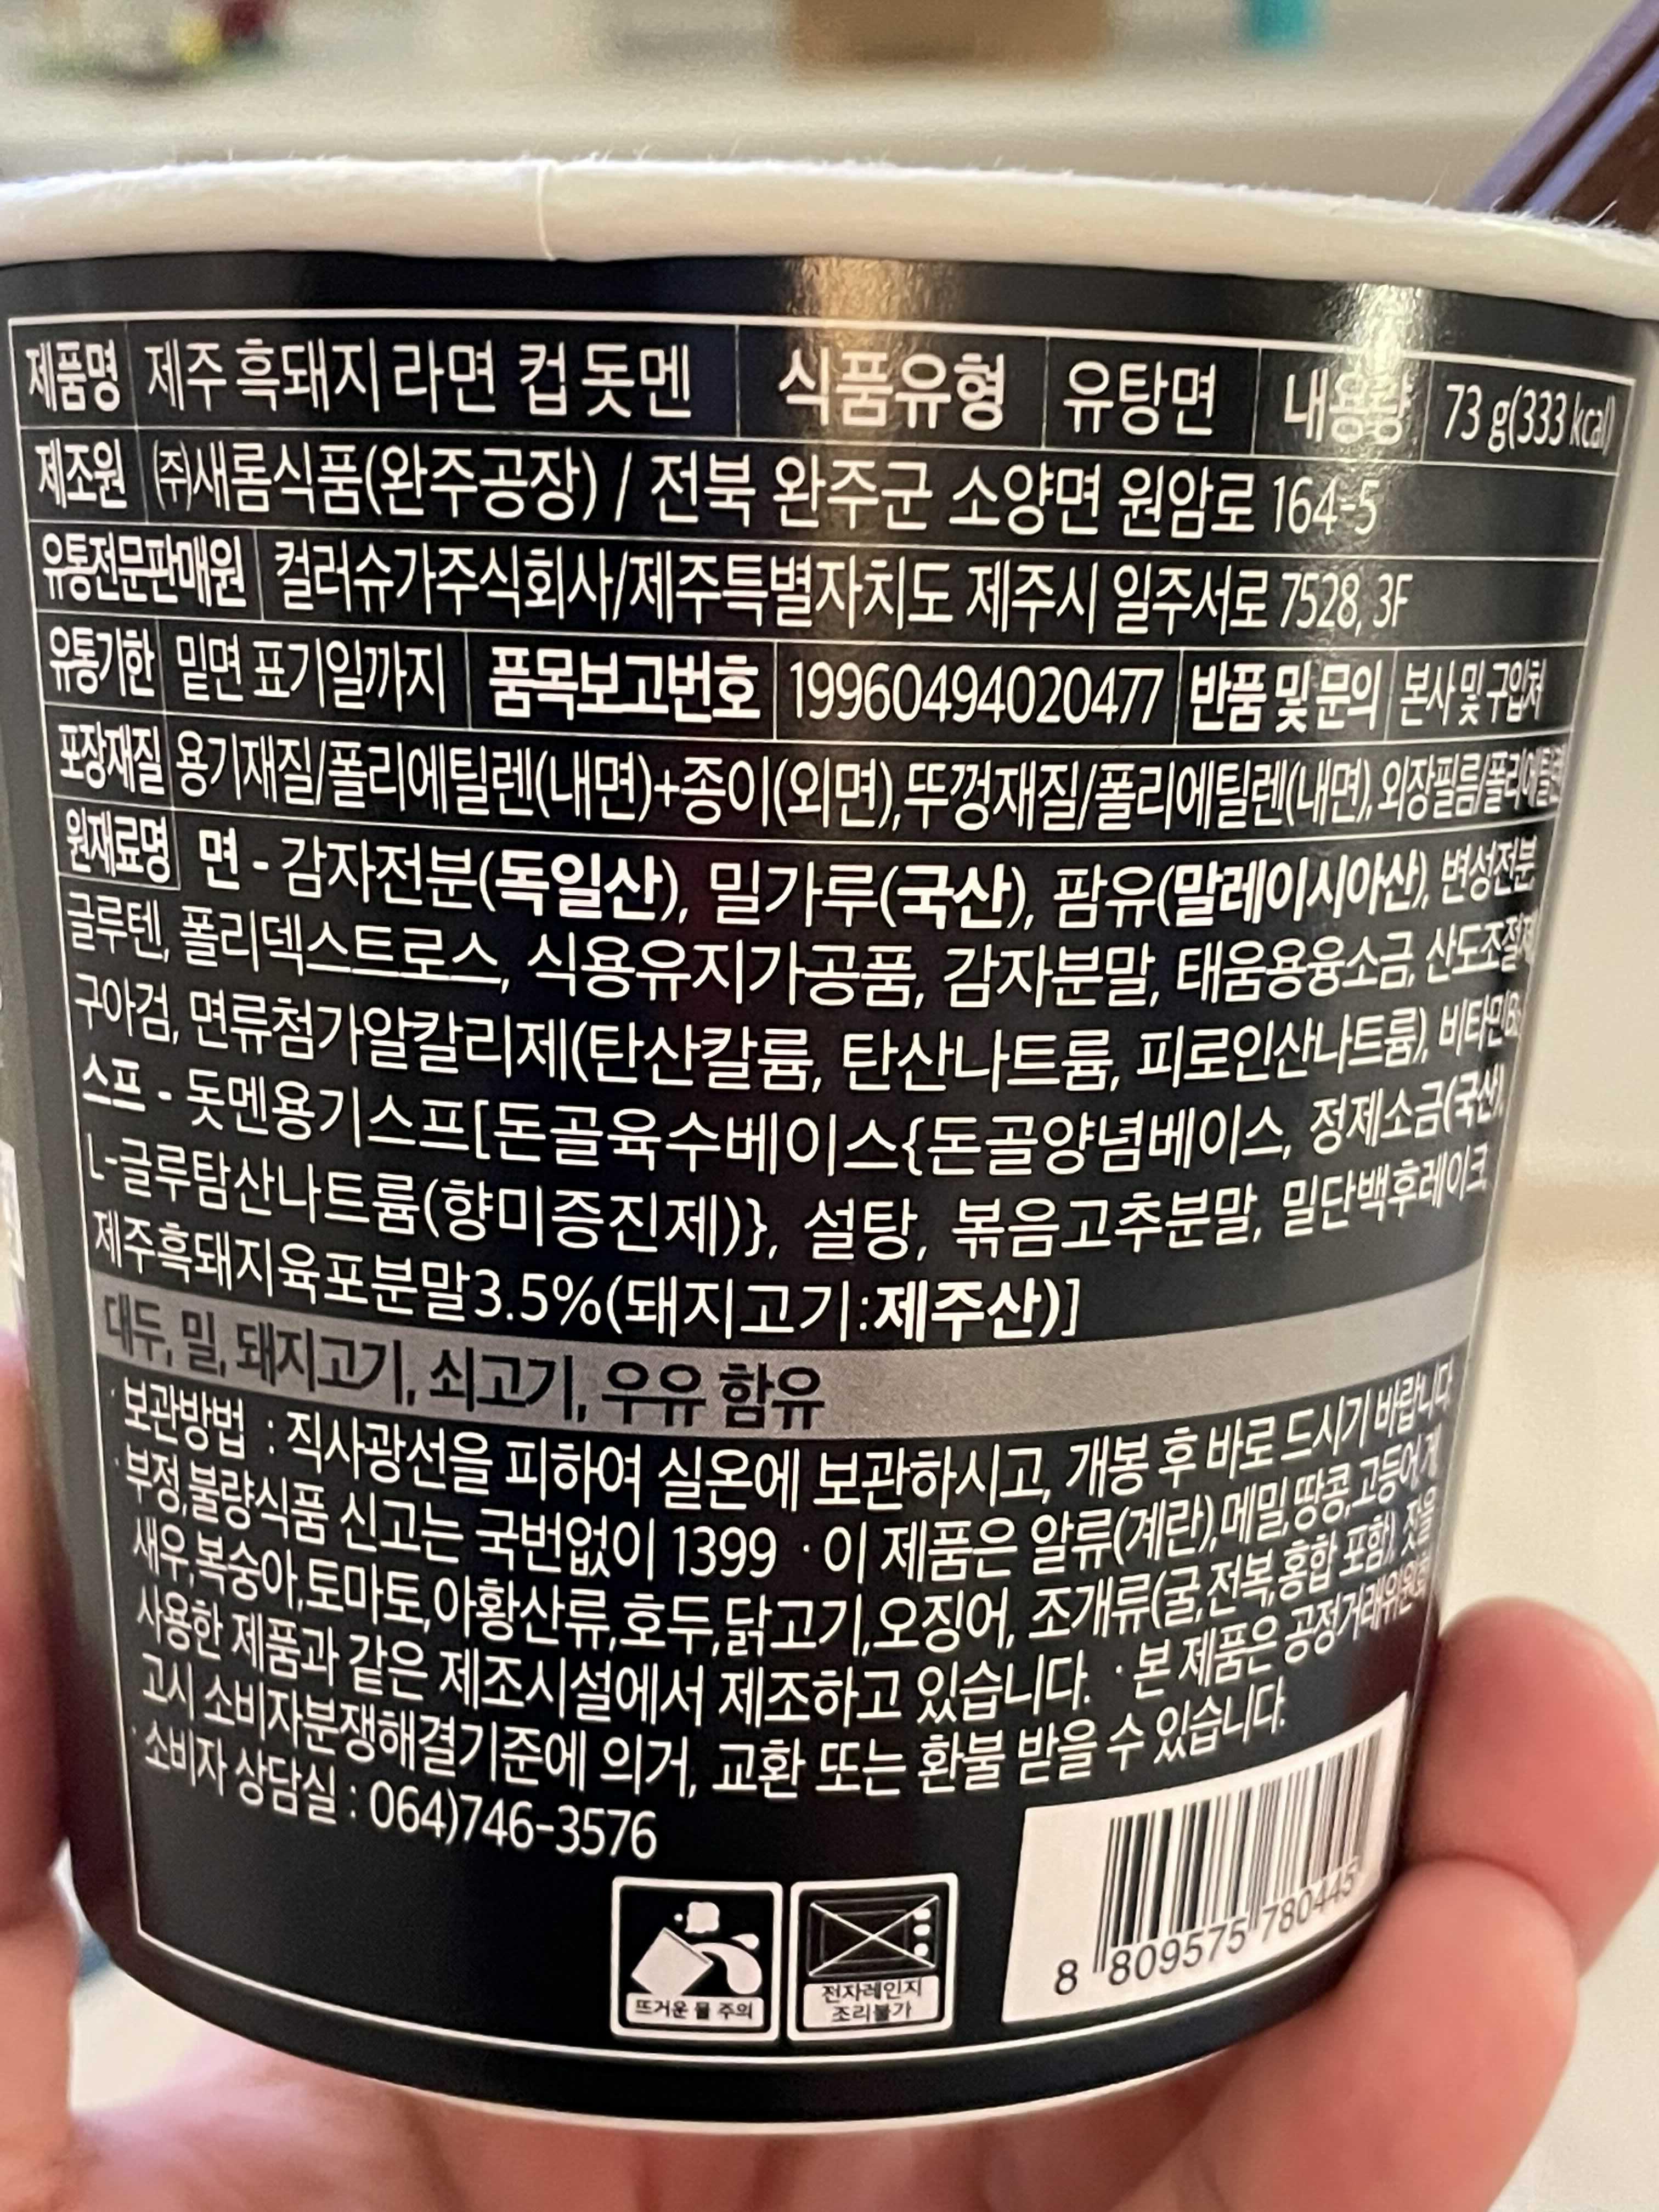 제품명 제주 흑돼지 라면 컵 돗멘 식품유형 유탕면 내용량 73 g(333 kcal)
제조원 (주)새롬식품(완주공장) / 전북 완주군 소양면 원암로 164-5
유통전문판매원 컬러슈가주식회사/제주특별자치도 제주시 일주서로 7528, 3F
유통기한 밑면 표기일까지 품목보고번호 19960494020477 반품 및 문의 본사 및 구입처
포장재질 용기재질/폴리에틸렌(내면)+종이(외면),뚜껑재질/폴리에틸렌(내면), 외장필름/폴리에틸렌
원재료명 면 - 감자전분(독일산), 밀가루(국산), 팜유(말레이시아산), 변성전분
글루텐, 폴리덱스트로스, 식용유지가공품, 감자분말, 태움용융소금, 산도조절제
구아검, 면류첨가알칼리제(탄산칼륨, 탄산나트륨, 피로인산나트륨),
스프 - 돗멘용기스프[돈골육수베이스{돈골양념베이스, 정제소금(국산),
L-글루탐산나트륨(향미증진제)}, 설탕, 볶음고추분말, 밀단백후레이크,
제주흑돼지육포분말3.5%(돼지고기:제주산)]
대두, 밀, 돼지고기, 쇠고기, 우유 함유
· 보관방법 : 직사광선을 피하여 실온에 보관하시고, 개봉 후 바로 드시기 바랍니다.
· 부정,불량식품 신고는 국번없이 1399 · 이 제품은 알류(계란),메밀,땅콩,고등어,게
새우,복숭아,토마토,아황산류,호두,닭고기,오징어, 조개류(굴,전복,홍합 포함), 잣을
사용한 제품과 같은 제조시설에서 제조하고 있습니다. · 본 제품은 공정거래위원회
고시 소비자분쟁해결기준에 의거, 교환 또는 환불 받을 수 있습니다.
· 소비자 상담실 : 064)746-3576
뜨거운 물 주의
전자레인지
조리불가
8 809575 780445